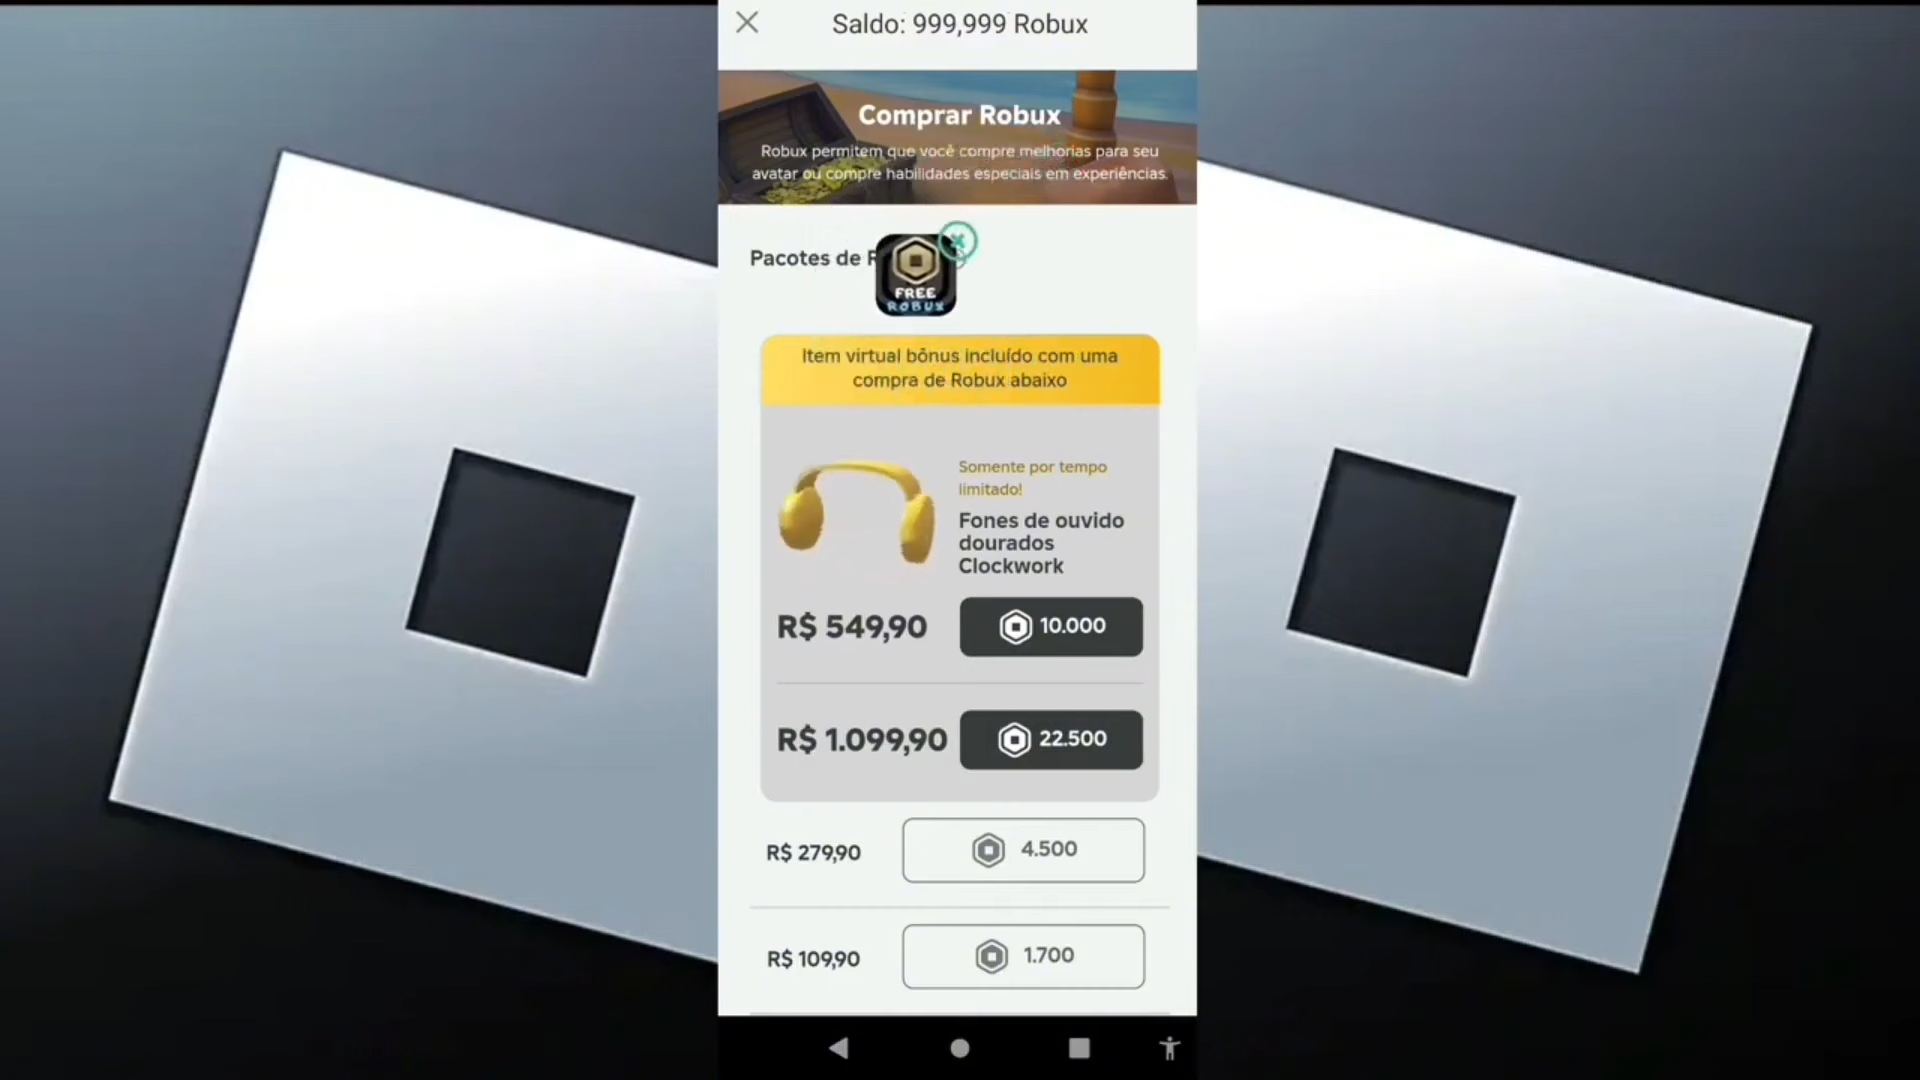 Saldo: 999,999 Robux
Comprar Robux
Robux permitem que você compre melhorias para seu
avatar ou compre habilidades especiais em experiências.
Pacotes de
FREE
ROBUX
Item virtual bônus incluído com uma
compra de Robux abaixo
Somente por tempo
limitado!
Fones de ouvido
dourados
Clockwork
R$ 549,90
10.000
R$ 1.099,90
22.500
R$ 279,90
4.500
R$ 109,90
1.700